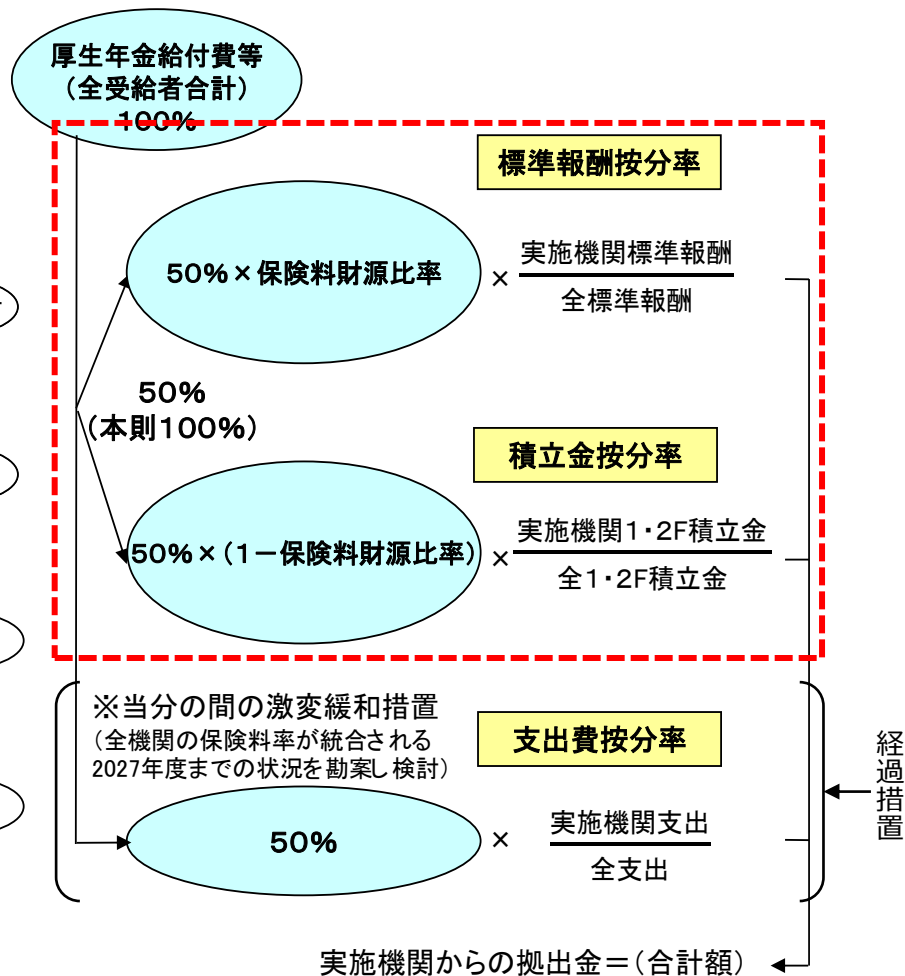 厚生年金給付費等
(全受給者合計)
100%
標準報酬按分率
50%×保険料財源比率
×
実施機関標準報酬
全標準報酬
50%
(本則100%)
積立金按分率
50%×(1-保険料財源比率)
×
実施機関1・2F積立金
全1・2F積立金
※当分の間の激変緩和措置
(全機関の保険料率が統合される
2027年度までの状況を勘案し検討)
支出費按分率
50%
×
実施機関支出
全支出
経過措置
実施機関からの拠出金=(合計額)